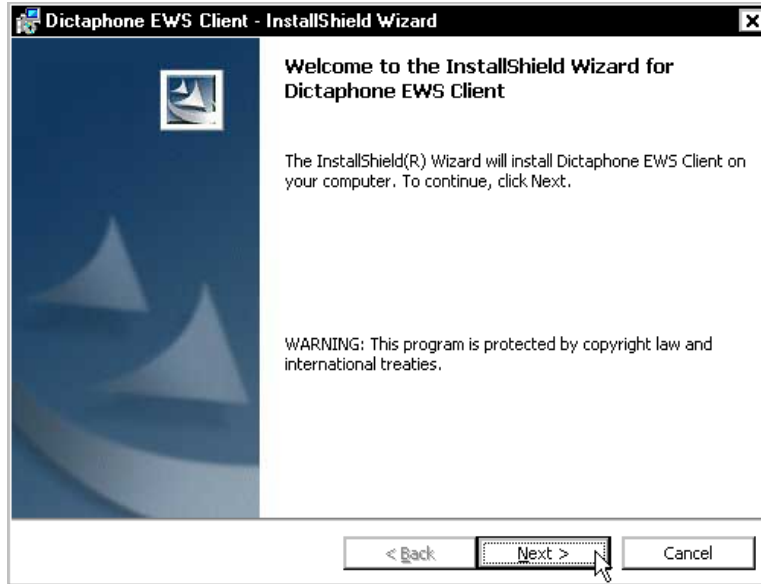 Dictaphone EWS Client - InstallShield Wizard
Welcome to the InstallShield Wizard for
Dictaphone EWS Client
The InstallShield(R) Wizard will install Dictaphone EWS Client on
your computer. To continue, click Next.
WARNING: This program is protected by copyright law and
international treaties.
< Back Next > Cancel